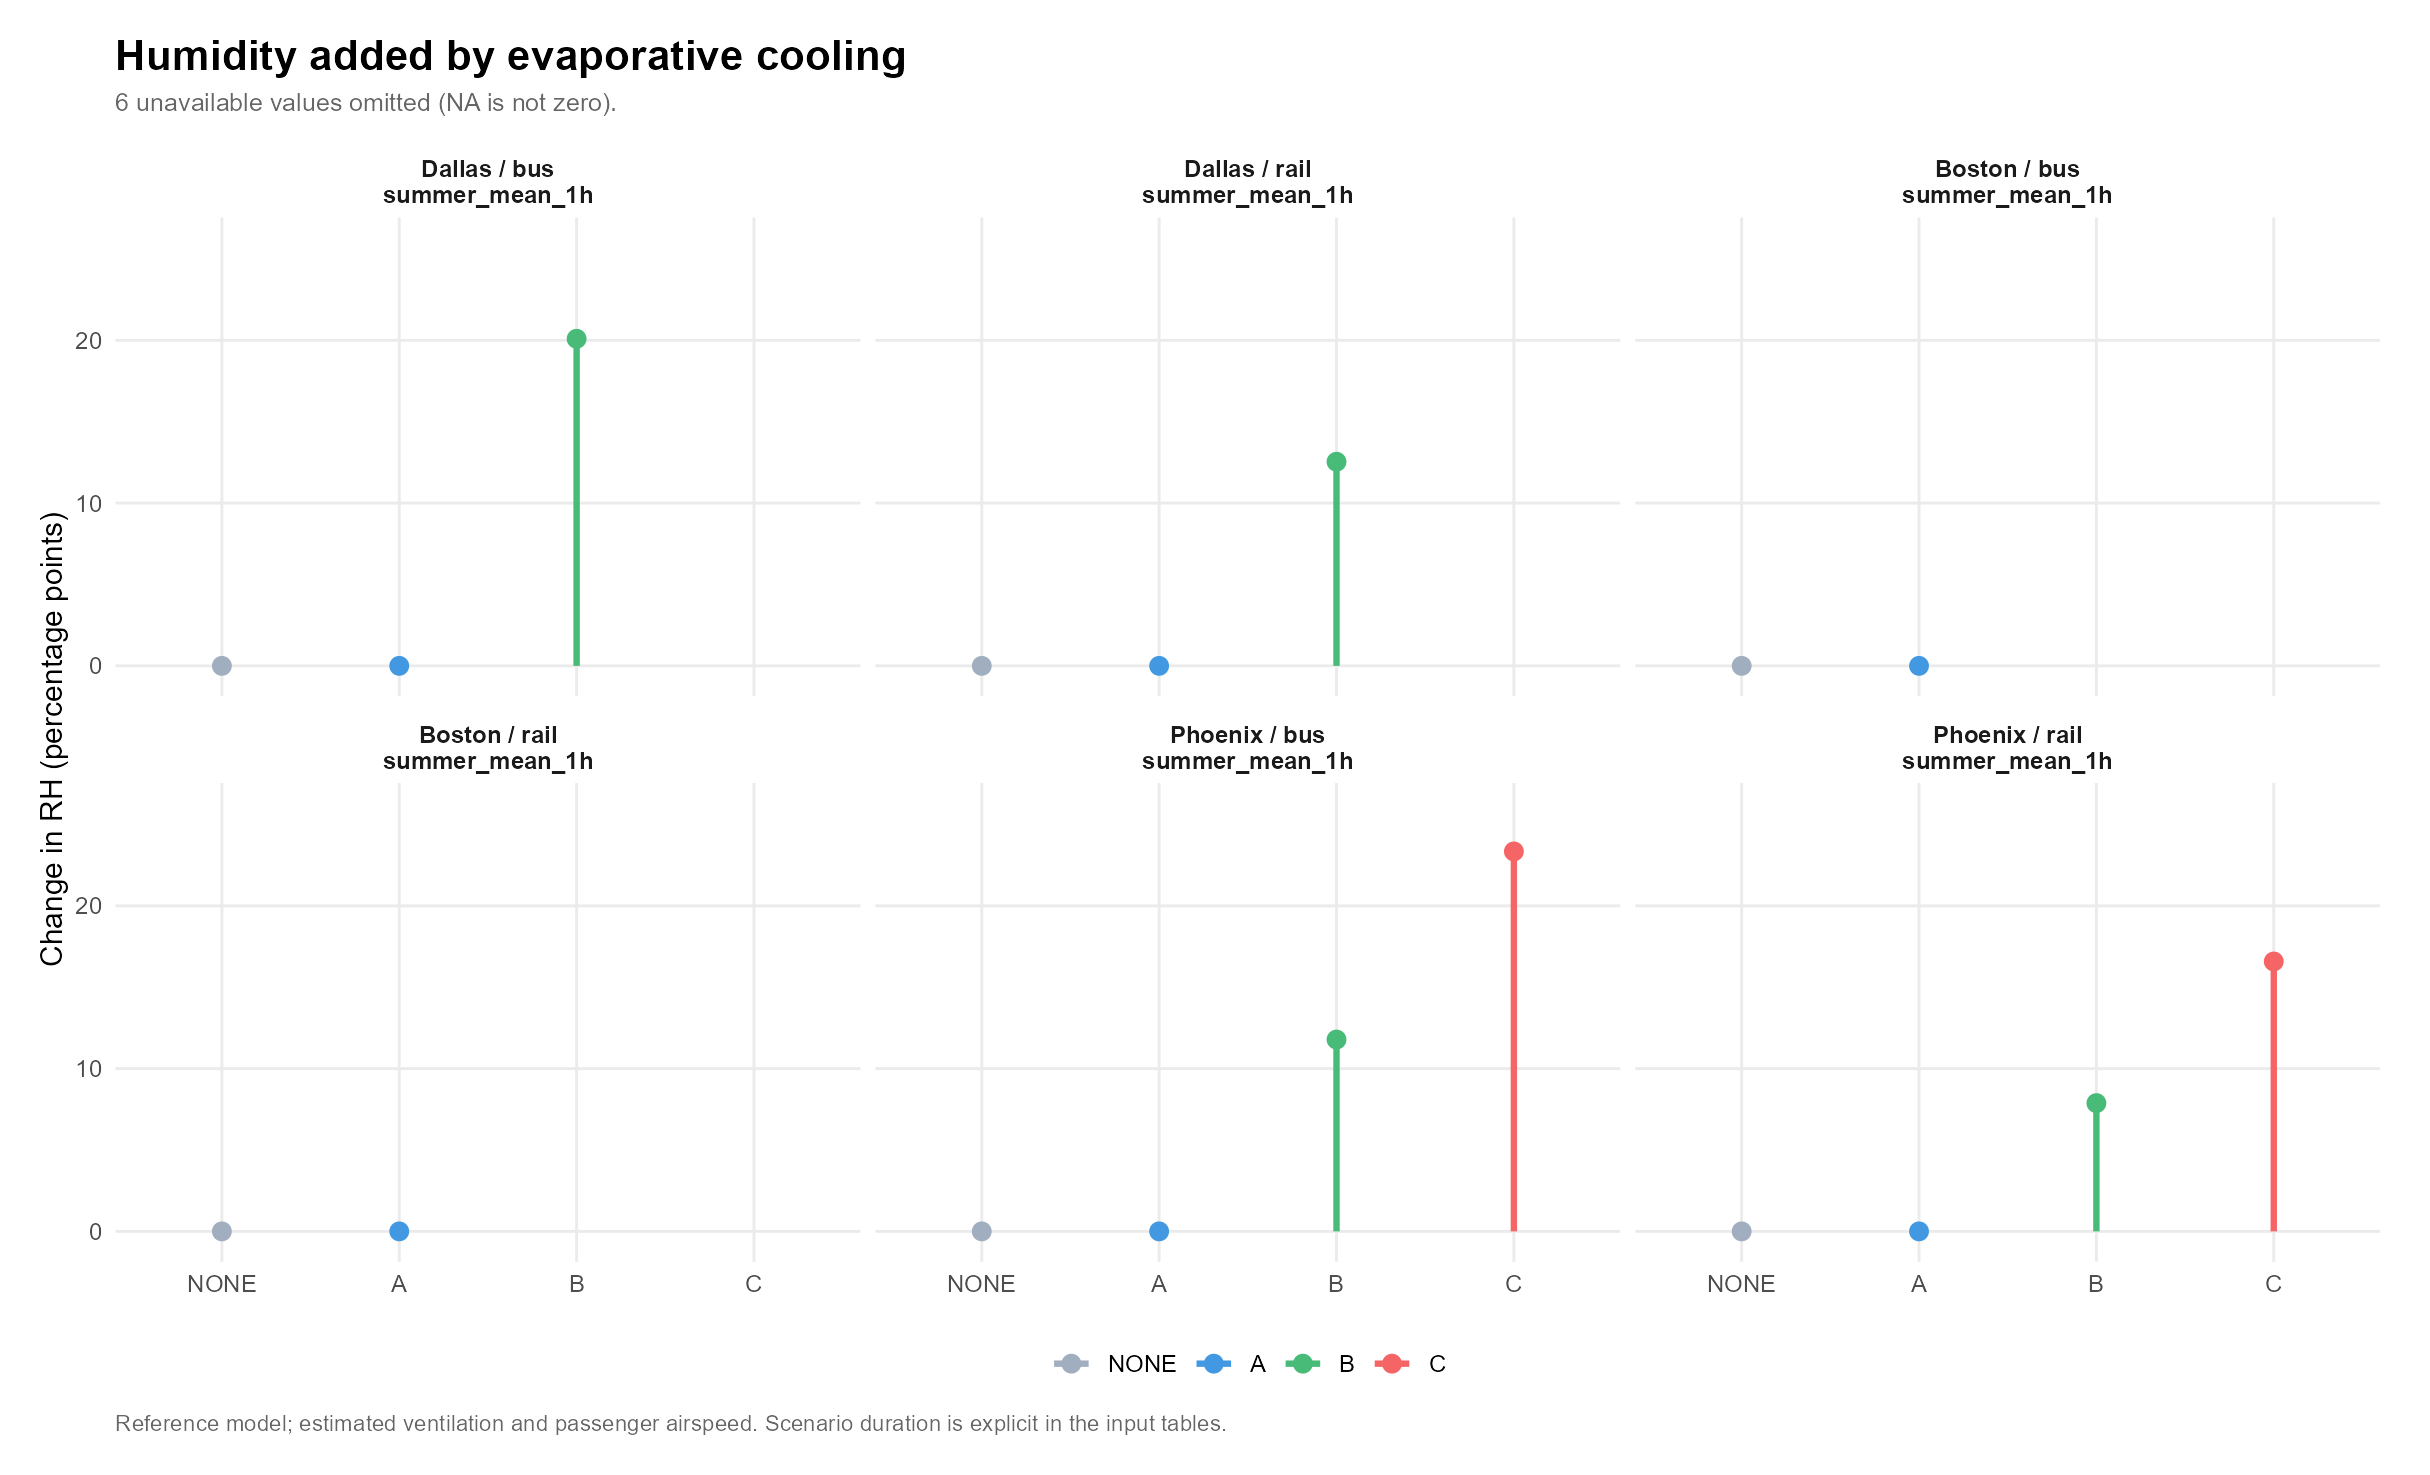 Humidity added by evaporative cooling
6 unavailable values omitted (NA is not zero).
Dallas / bus
summer_mean_1h
Dallas / rail
summer_mean_1h
Boston / bus
summer_mean_1h
Change in RH (percentage points)
20
10
0
Boston / rail
summer_mean_1h
Phoenix / bus
summer_mean_1h
Phoenix / rail
summer_mean_1h
20
10
0
NONE A B C
NONE A B C
NONE A B C
NONE A B C
Reference model; estimated ventilation and passenger airspeed. Scenario duration is explicit in the input tables.